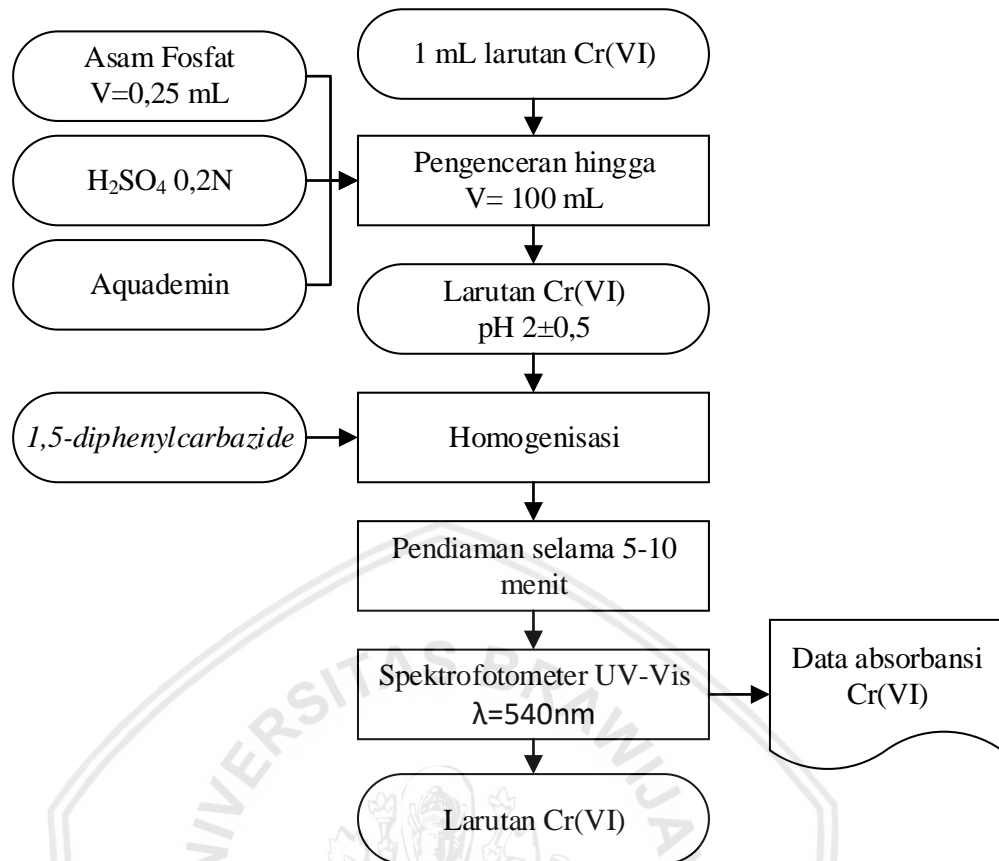 Asam Fosfat
V=0,25 mL
1 mL larutan Cr(VI)
H₂SO₄ 0,2N
Pengenceran hingga
V= 100 mL
Aquademin
Larutan Cr(VI)
pH 2±0,5
1,5-diphenylcarbazide
Homogenisasi
Pendiaman selama 5-10
menit
Spektrofotometer UV-Vis
λ=540nm
Data absorbansi
Cr(VI)
Larutan Cr(VI)